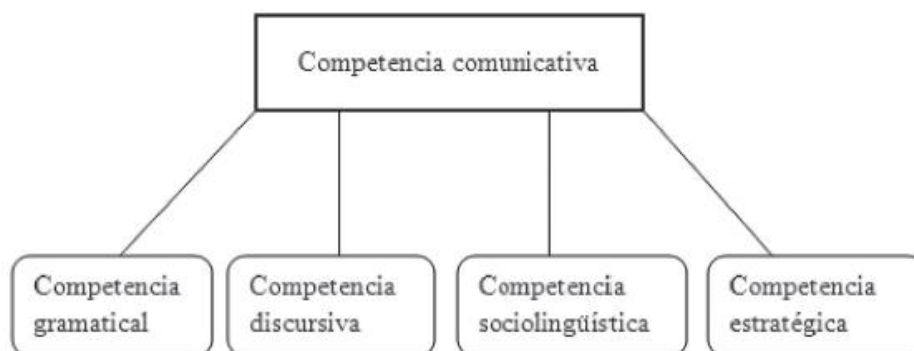 Competencia comunicativa
Competencia
gramatical
Competencia
discursiva
Competencia
sociolingüística
Competencia
estratégica